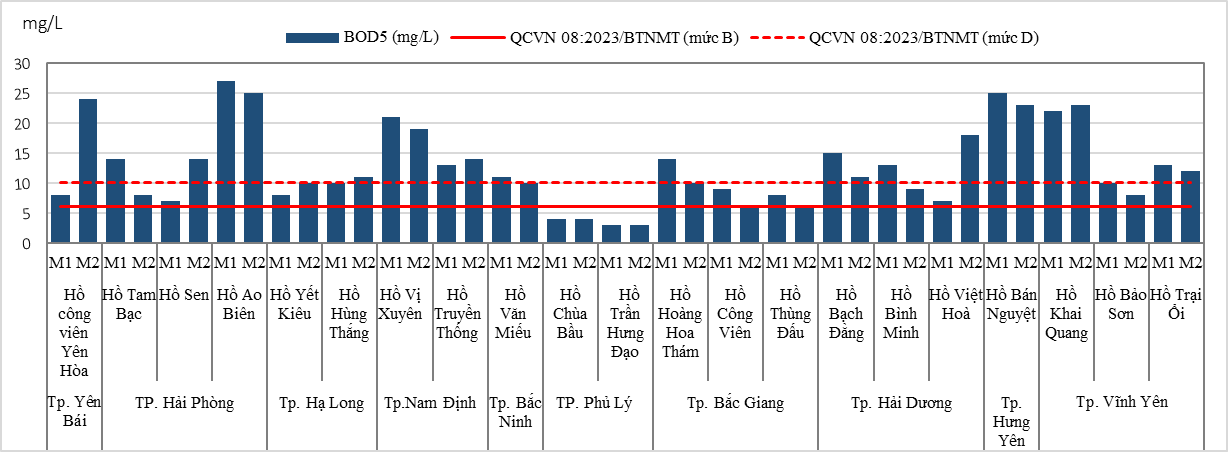 mg/L
BOD5 (mg/L) QCVN 08:2023/BTNMT (mức B) QCVN 08:2023/BTNMT (mức D)
30
25
20
15
10
5
0
M1 M2 M1 M2 M1 M2 M1 M2 M1 M2 M1 M2 M1 M2 M1 M2 M1 M2 M1 M2 M1 M2 M1 M2 M1 M2 M1 M2 M1 M2 M1 M2 M1 M2 M1 M2 M1 M2 M1 M2 M1 M2
Hồ
công
viên
Yên
Hòa
Hồ Tam
Bạc
Hồ Sen
Hồ Ao
Biên
Hồ Yết
Kiêu
Hồ
Hùng
Thắng
Hồ Vị
Xuyên
Hồ
Truyền
Thống
Hồ
Văn
Miếu
Hồ
Chùa
Bầu
Hồ
Trần
Hưng
Đạo
Hồ
Hoàng
Hoa
Thám
Hồ
Công
Viên
Hồ
Thùng
Đấu
Hồ
Bạch
Đằng
Hồ
Bình
Minh
Hồ Việt
Hoà
Hồ Bán
Nguyệt
Hồ
Khai
Quang
Hồ Bảo
Sơn
Hồ Trại
Ổi
Tp. Yên
Bái
TP. Hải Phòng
Tp. Hạ Long
Tp.Nam Định
Tp. Bắc
Ninh
TP. Phủ Lý
Tp. Bắc Giang
Tp. Hải Dương
Tp.
Hưng
Yên
Tp. Vĩnh Yên